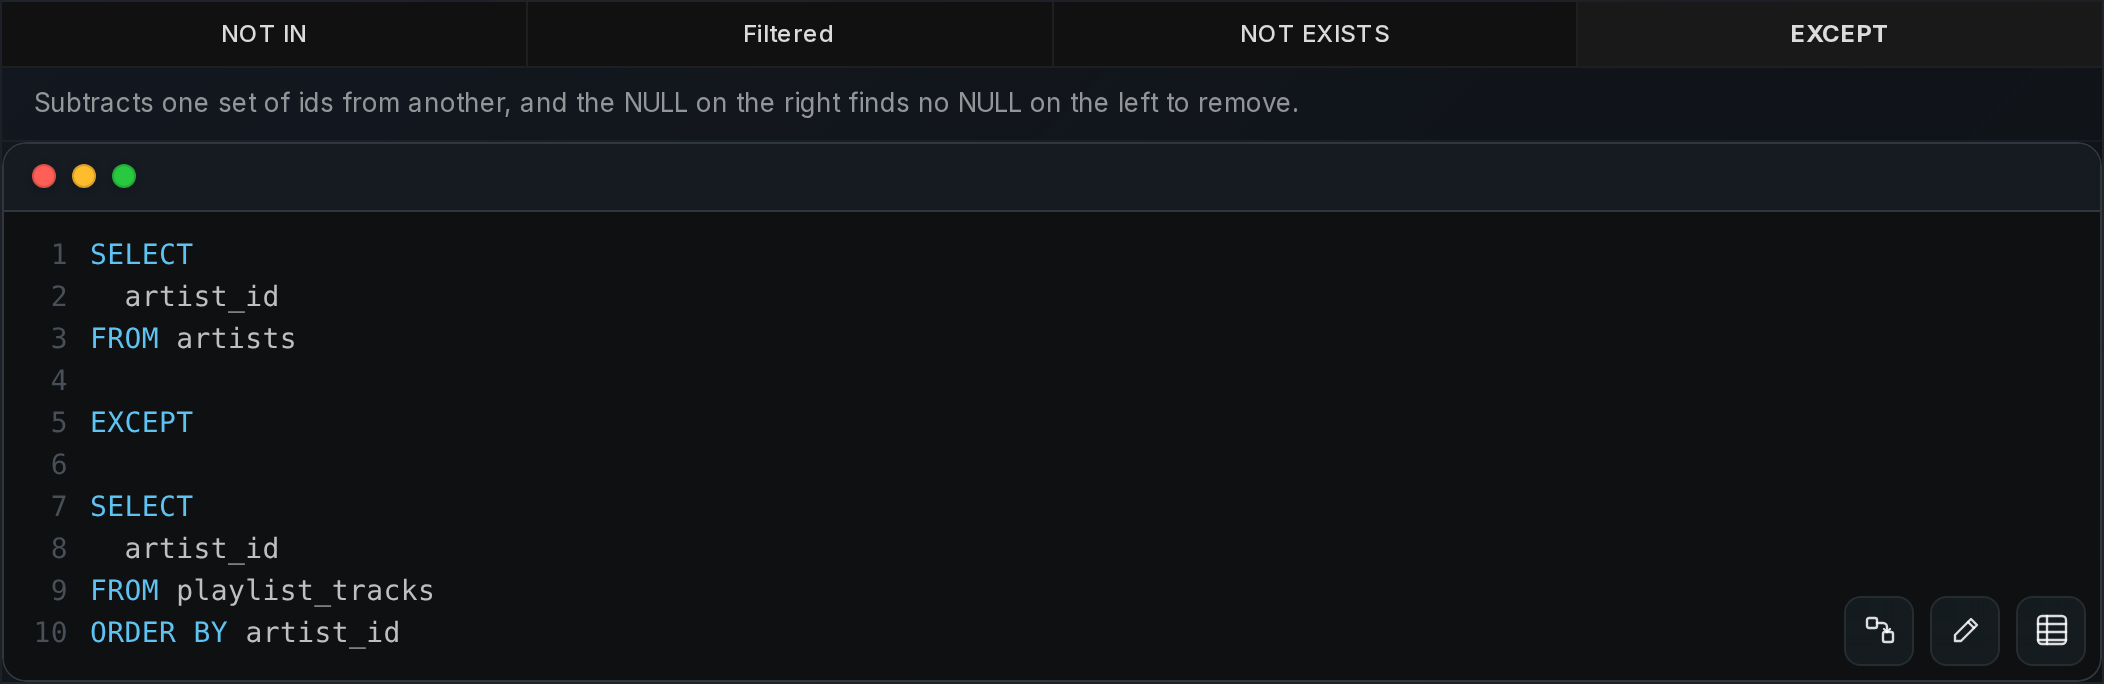 NOT IN
Filtered
NOT EXISTS
EXCEPT
Subtracts one set of ids from another, and the NULL on the right finds no NULL on the left to remove.
1 SELECT
2   artist_id
3 FROM artists
4
5 EXCEPT
6
7 SELECT
8   artist_id
9 FROM playlist_tracks
10 ORDER BY artist_id